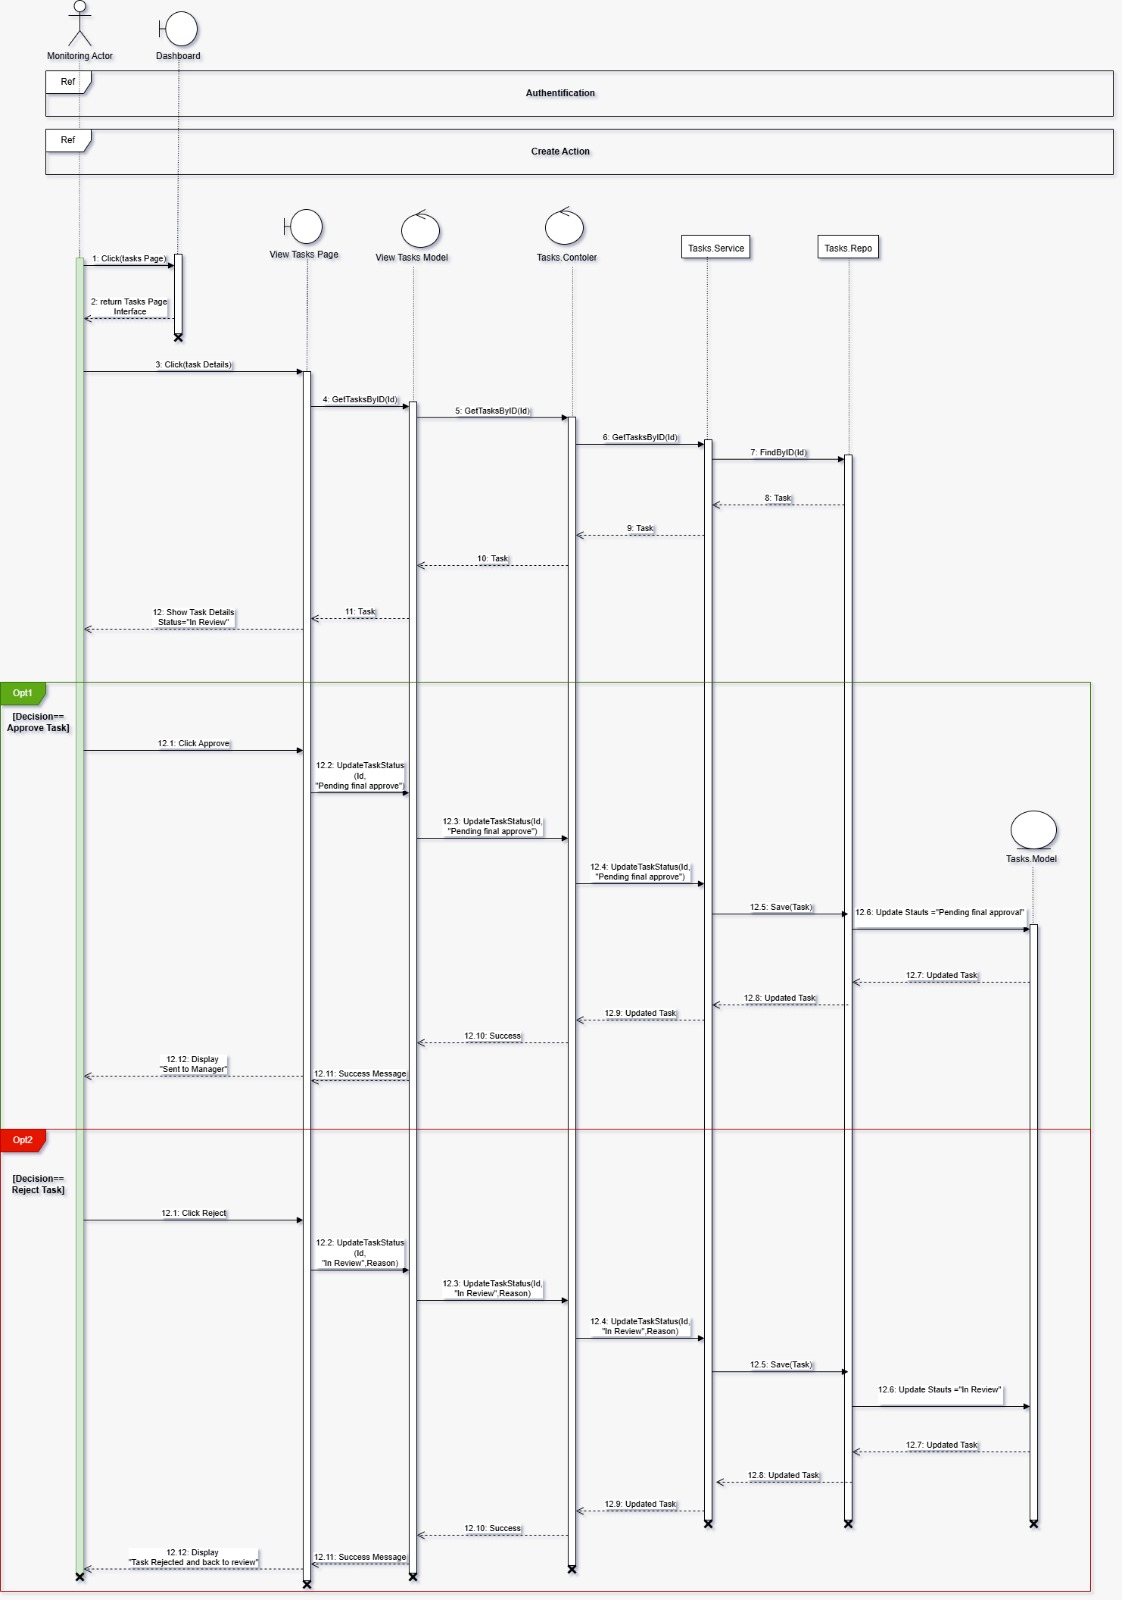 Monitoring Actor
Dashboard
Ref
Authentification
Ref
Create Action
View Tasks Page
View Tasks Model
Tasks.Contoler
Tasks.Service
Tasks.Repo
1: Click(tasks Page)
2: return Tasks Page
Interface
3: Click(task Details)
4: GetTasksByID(Id)
5: GetTasksByID(Id)
6: GetTasksByID(Id)
7: FindByID(Id)
8: Task
9: Task
10: Task
11: Task
12: Show Task Details
Status="In Review"
Opt1
[Decision==
Approve Task]
12.1: Click Approve
12.2: UpdateTaskStatus
(Id,
"Pending final approve")
12.3: UpdateTaskStatus(Id,
"Pending final approve")
Tasks.Model
12.4: UpdateTaskStatus(Id,
"Pending final approve")
12.5: Save(Task)
12.6: Update Stauts ="Pending final approval"
12.7: Updated Task
12.8: Updated Task
12.9: Updated Task
12.10: Success
12.11: Success Message
12.12: Display
"Sent to Manager"
Opt2
[Decision==
Reject Task]
12.1: Click Reject
12.2: UpdateTaskStatus
(Id,
"In Review",Reason)
12.3: UpdateTaskStatus(Id,
"In Review",Reason)
12.4: UpdateTaskStatus(Id,
"In Review",Reason)
12.5: Save(Task)
12.6: Update Stauts ="In Review"
12.7: Updated Task
12.8: Updated Task
12.9: Updated Task
12.10: Success
12.11: Success Message
12.12: Display
"Task Rejected and back to review"